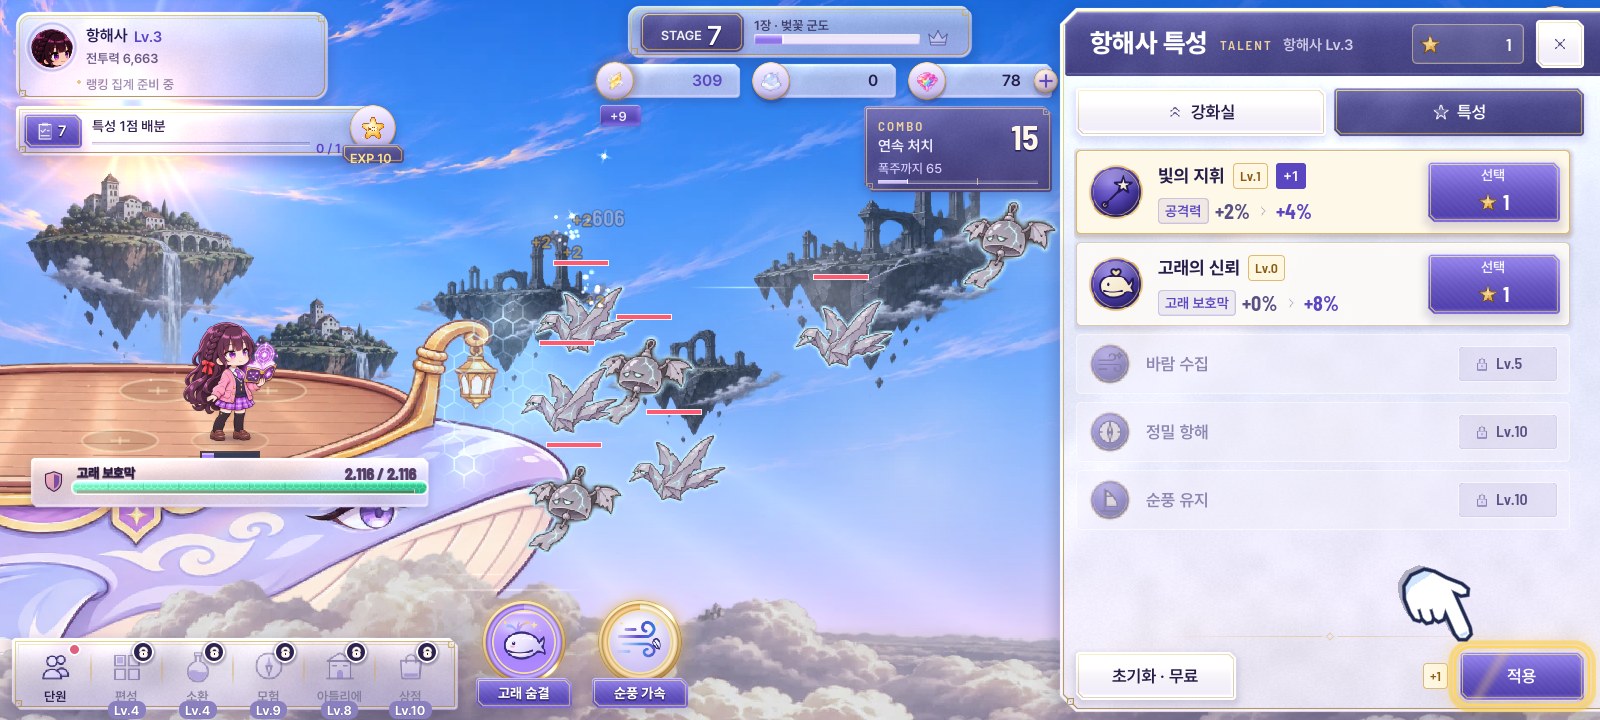 항해사 Lv.3
전투력 6,663
랭킹 집계 준비 중
7
특성 1점 배분
0 / 1
EXP 10
STAGE 7
1장 · 벚꽃 군도
309
0
78
+9
COMBO
연속 처치
15
폭주까지 65
+2
606
+2
+2
고래 보호막
2,116 / 2,116
단원
편성
Lv.4
소환
Lv.4
모험
Lv.9
아틀리에
Lv.8
상점
Lv.10
고래 숨결
순풍 가속
항해사 특성 TALENT 항해사 Lv.3
1
강화실
특성
빛의 지휘 Lv.1 +1
공격력 +2% +4%
선택
1
고래의 신뢰 Lv.0
고래 보호막 +0% +8%
선택
1
바람 수집
Lv.5
정밀 항해
Lv.10
순풍 유지
Lv.10
초기화 · 무료
+1
적용